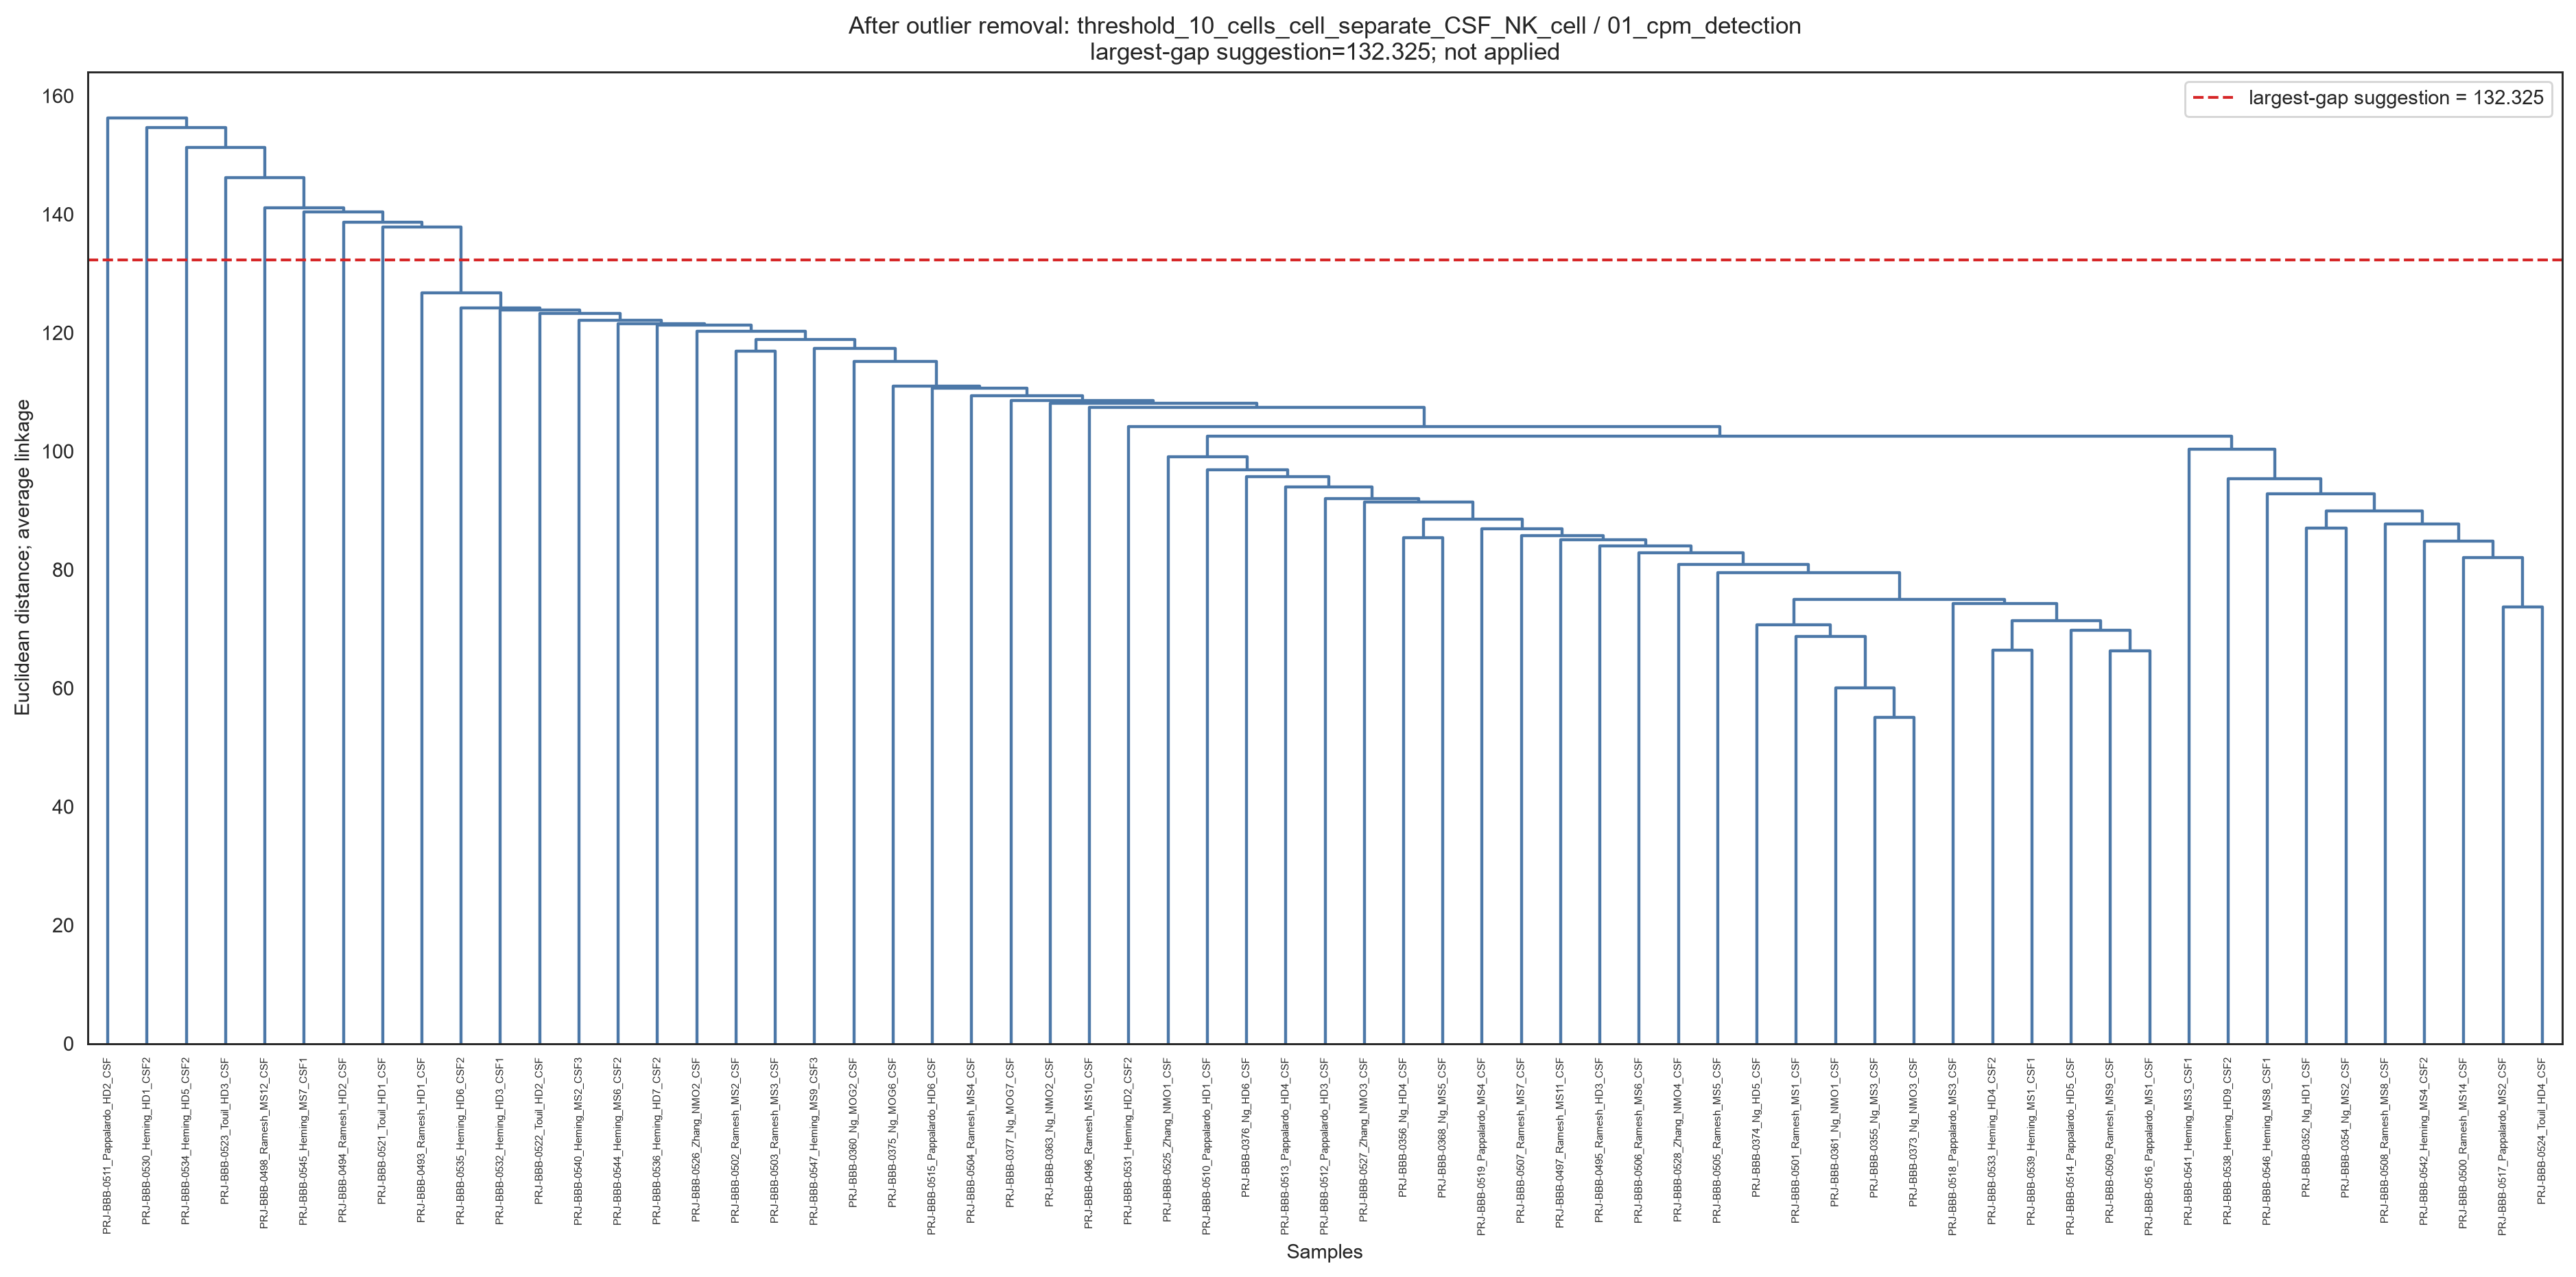 After outlier removal: threshold_10_cells_cell_separate_CSF_NK_cell / 01_cpm_detection
largest-gap suggestion=132.325; not applied
largest-gap suggestion = 132.325
Euclidean distance; average linkage
160
140
120
100
80
60
40
20
0
PRJ-BBB-0511_Pappalardo_HD2_CSF
PRJ-BBB-0530_Heming_HD1_CSF2
PRJ-BBB-0534_Heming_HD5_CSF2
PRJ-BBB-0523_Touil_HD3_CSF
PRJ-BBB-0498_Ramesh_MS12_CSF
PRJ-BBB-0545_Heming_MS7_CSF1
PRJ-BBB-0494_Ramesh_HD2_CSF
PRJ-BBB-0521_Touil_HD1_CSF
PRJ-BBB-0493_Ramesh_HD1_CSF
PRJ-BBB-0535_Heming_HD6_CSF2
PRJ-BBB-0532_Heming_HD3_CSF1
PRJ-BBB-0522_Touil_HD2_CSF
PRJ-BBB-0540_Heming_MS2_CSF3
PRJ-BBB-0544_Heming_MS6_CSF2
PRJ-BBB-0536_Heming_HD7_CSF2
PRJ-BBB-0526_Zhang_NMO2_CSF
PRJ-BBB-0502_Ramesh_MS2_CSF
PRJ-BBB-0503_Ramesh_MS3_CSF
PRJ-BBB-0547_Heming_MS9_CSF3
PRJ-BBB-0360_Ng_MOG2_CSF
PRJ-BBB-0375_Ng_MOG6_CSF
PRJ-BBB-0515_Pappalardo_HD6_CSF
PRJ-BBB-0504_Ramesh_MS4_CSF
PRJ-BBB-0377_Ng_MOG7_CSF
PRJ-BBB-0363_Ng_NMO2_CSF
PRJ-BBB-0496_Ramesh_MS10_CSF
PRJ-BBB-0531_Heming_HD2_CSF2
PRJ-BBB-0525_Zhang_NMO1_CSF
PRJ-BBB-0510_Pappalardo_HD1_CSF
PRJ-BBB-0376_Ng_HD6_CSF
PRJ-BBB-0513_Pappalardo_HD4_CSF
PRJ-BBB-0512_Pappalardo_HD3_CSF
PRJ-BBB-0527_Zhang_NMO3_CSF
PRJ-BBB-0356_Ng_HD4_CSF
PRJ-BBB-0368_Ng_MS5_CSF
PRJ-BBB-0519_Pappalardo_MS4_CSF
PRJ-BBB-0507_Ramesh_MS7_CSF
PRJ-BBB-0497_Ramesh_MS11_CSF
PRJ-BBB-0495_Ramesh_HD3_CSF
PRJ-BBB-0506_Ramesh_MS6_CSF
PRJ-BBB-0528_Zhang_NMO4_CSF
PRJ-BBB-0505_Ramesh_MS5_CSF
PRJ-BBB-0374_Ng_HD5_CSF
PRJ-BBB-0501_Ramesh_MS1_CSF
PRJ-BBB-0361_Ng_NMO1_CSF
PRJ-BBB-0355_Ng_MS3_CSF
PRJ-BBB-0373_Ng_NMO3_CSF
PRJ-BBB-0518_Pappalardo_MS3_CSF
PRJ-BBB-0533_Heming_HD4_CSF2
PRJ-BBB-0539_Heming_MS1_CSF1
PRJ-BBB-0514_Pappalardo_HD5_CSF
PRJ-BBB-0509_Ramesh_MS9_CSF
PRJ-BBB-0516_Pappalardo_MS1_CSF
PRJ-BBB-0541_Heming_MS3_CSF1
PRJ-BBB-0538_Heming_HD9_CSF2
PRJ-BBB-0546_Heming_MS8_CSF1
PRJ-BBB-0352_Ng_HD1_CSF
PRJ-BBB-0354_Ng_MS2_CSF
PRJ-BBB-0508_Ramesh_MS8_CSF
PRJ-BBB-0542_Heming_MS4_CSF2
PRJ-BBB-0500_Ramesh_MS14_CSF
PRJ-BBB-0517_Pappalardo_MS2_CSF
PRJ-BBB-0524_Touil_HD4_CSF
Samples